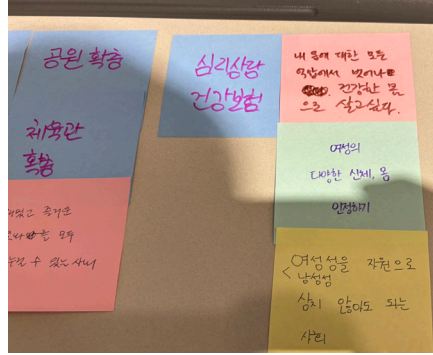 공원 확충
체육관
확충
즐거운
모두
수 있는 사회
심리상담
건강보험
내 몸에 대한 모든
억압에서 벗어나
건강한 몸
으로 살고싶다.
여성의
다양한 신체, 몸
인정하기
여성성을 자원으로
<남성성
삼지 않아도 되는
사회